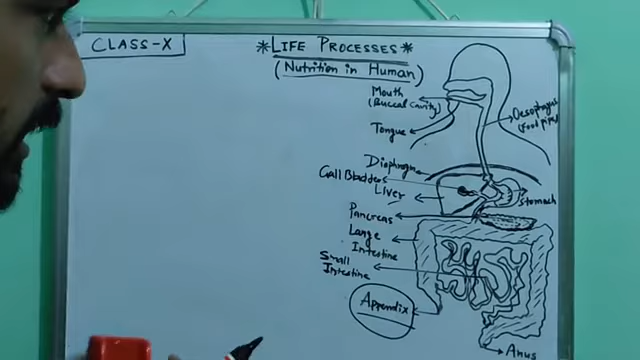 CLASS-X
*LIFE PROCESSES*
(Nutrition in Human)
Mouth
(Buccal cavity)
Oesophagus
(Food pipe)
Tongue
Diaphragm
Gall Bladder
Liver
Stomach
Pancreas
Large
Intestine
Small
Intestine
Appendix
Anus